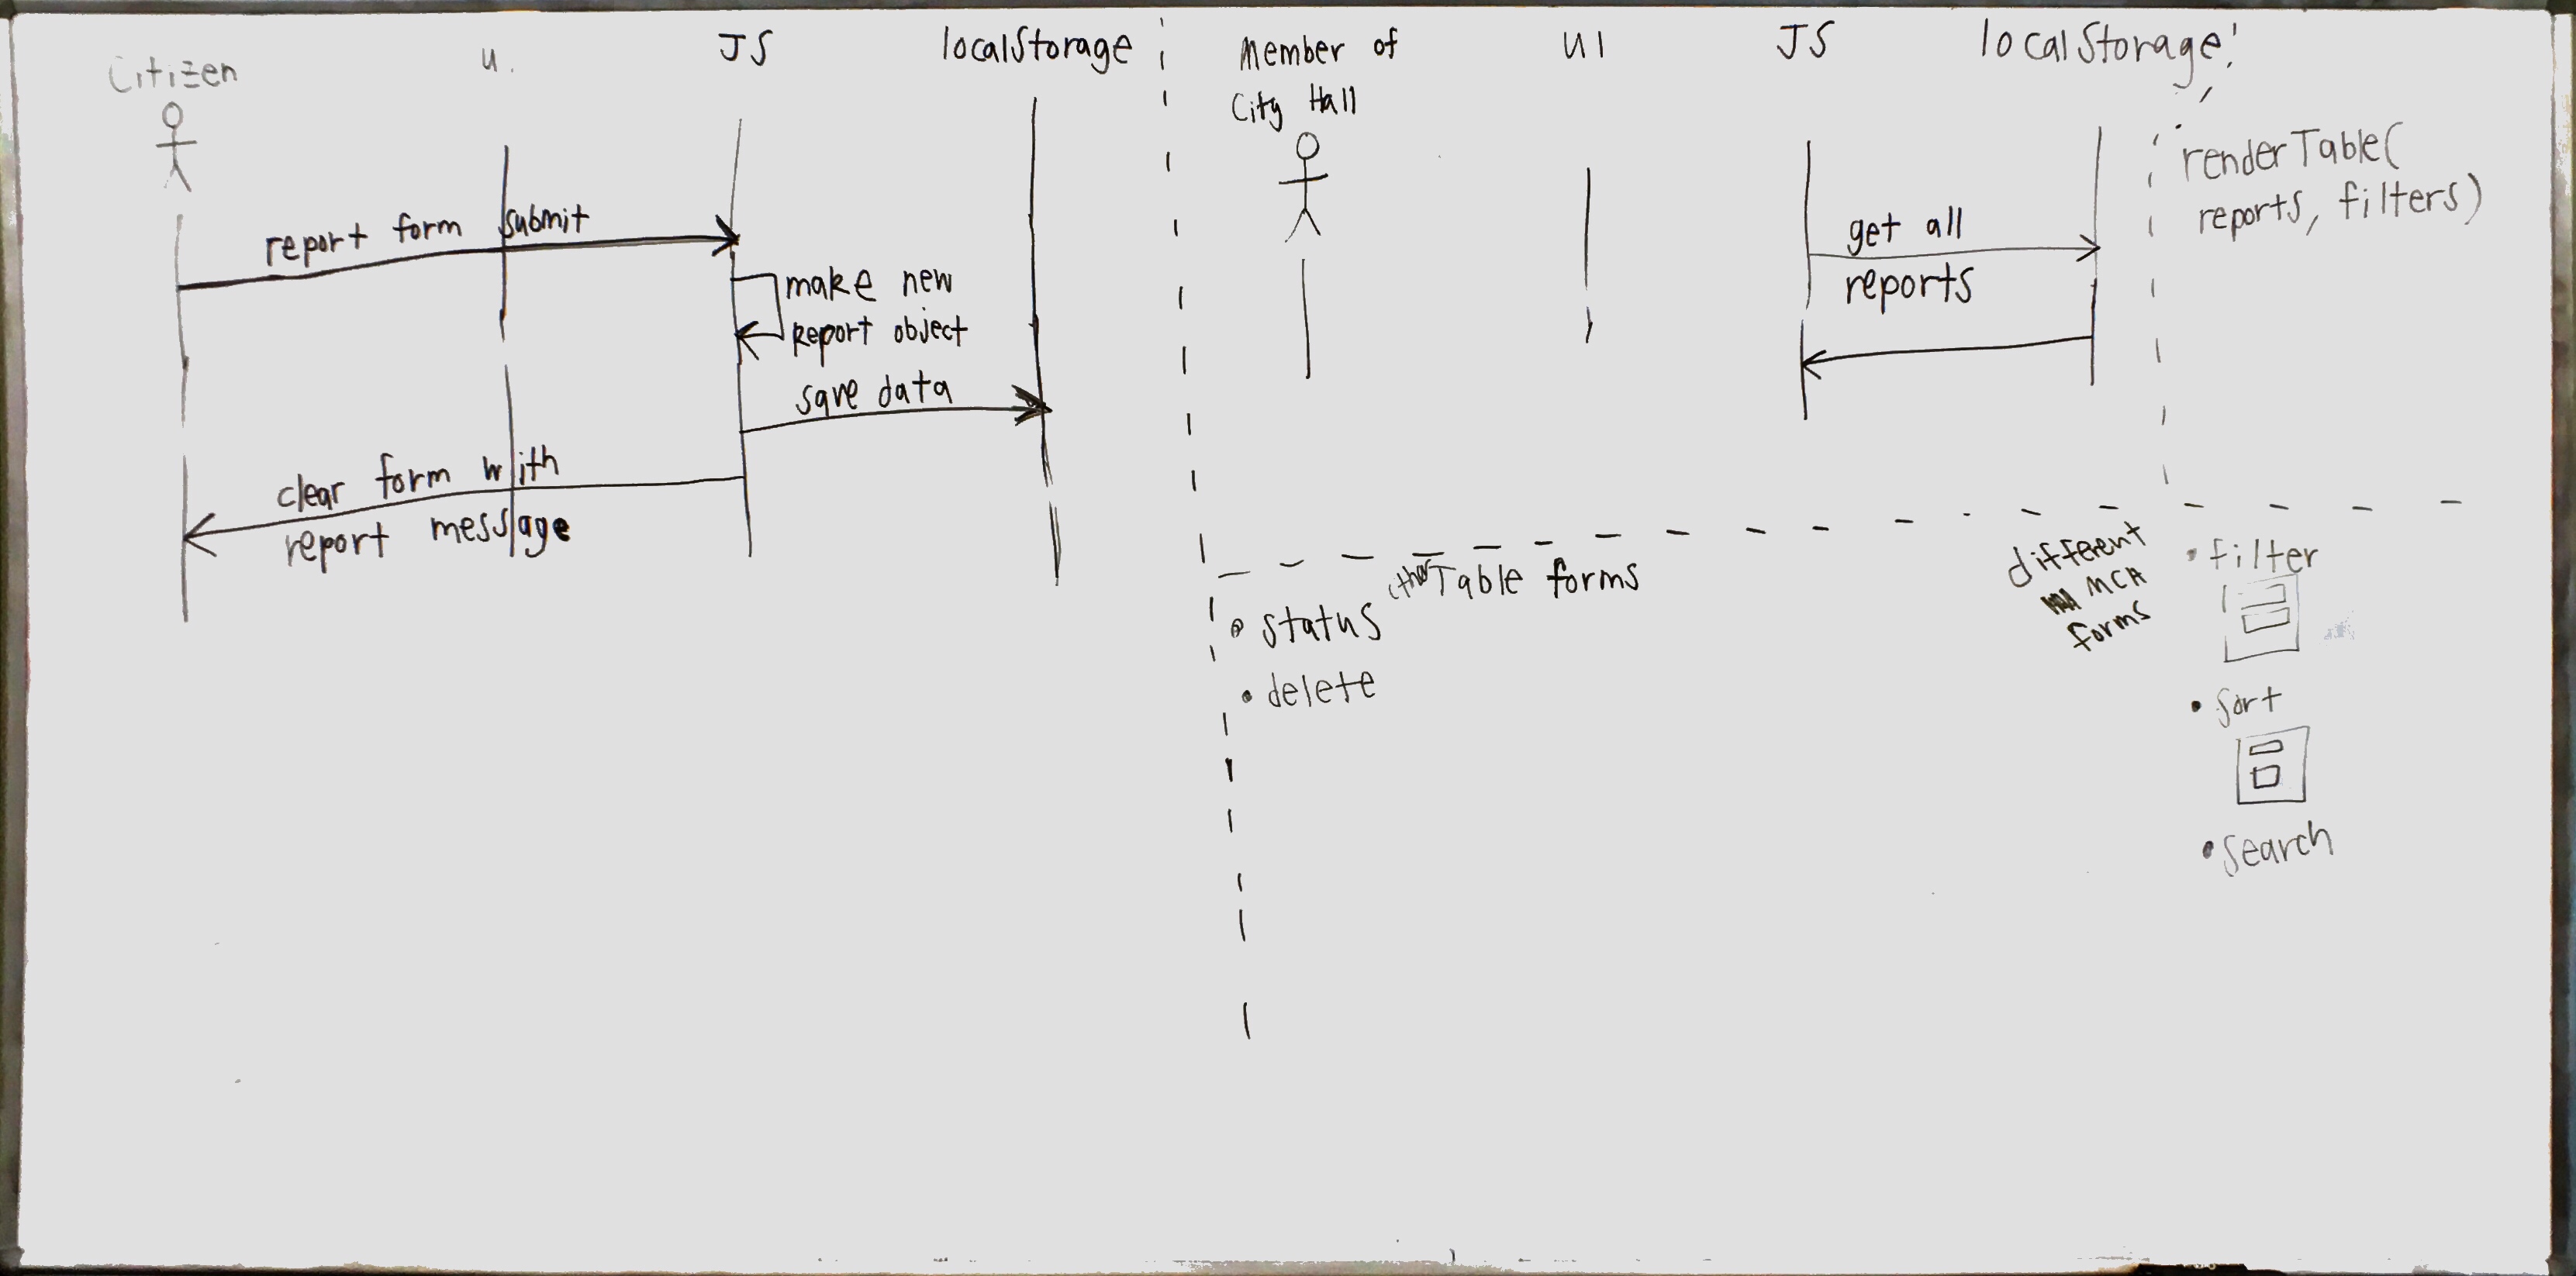 Citizen
u.
JS
localStorage
report form submit
make new
report object
save data
clear form with
report message
Member of
City Hall
UI
JS
localStorage
get all
reports
renderTable(
reports, filters)
Table forms
• status
• delete
different
MCH
forms
• filter
• sort
• search